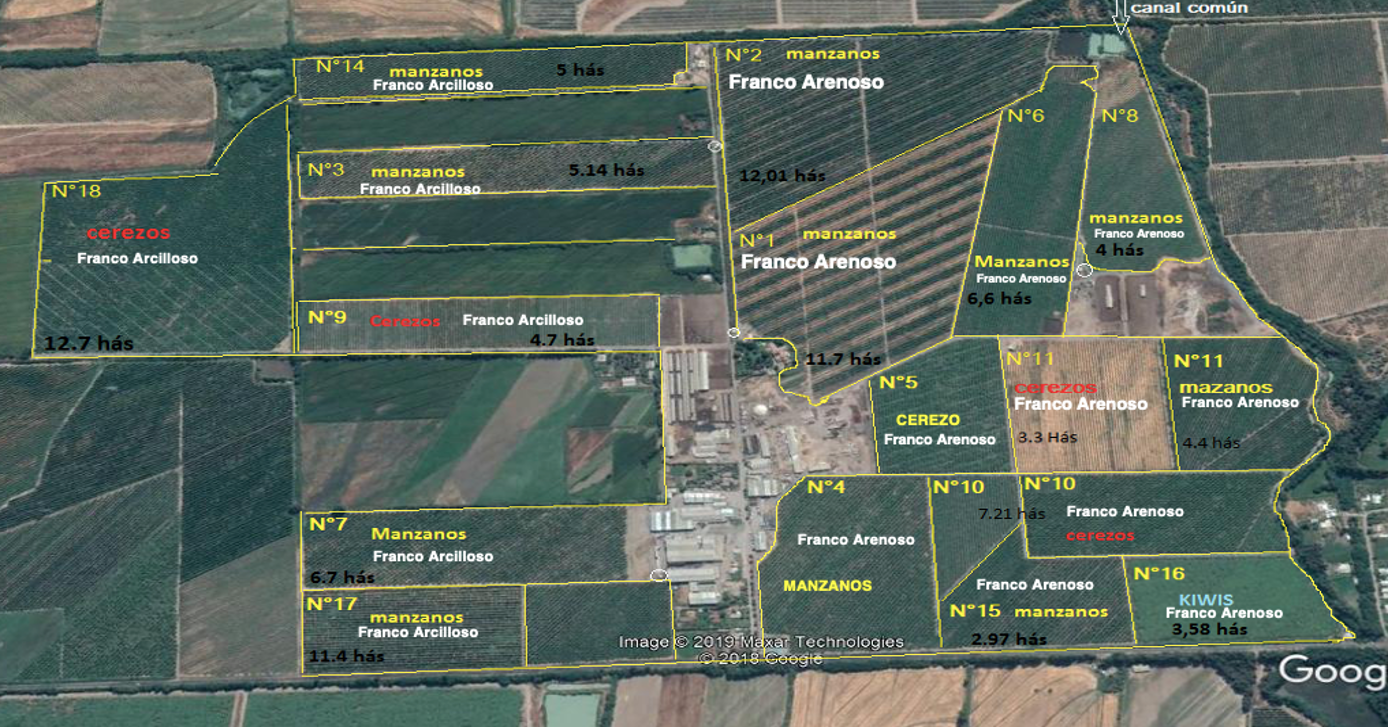 canal común
N°14 manzanos 5 hás
Franco Arcilloso
N°2 manzanos
Franco Arenoso
12,01 hás
N°6
Manzanos
Franco Arenoso
6,6 hás
N°8
manzanos
Franco Arenoso
4 hás
N°3 manzanos 5.14 hás
Franco Arcilloso
N°18
cerezos
Franco Arcilloso
12.7 hás
N°1 manzanos
Franco Arenoso
11.7 hás
N°9 Cerezos Franco Arcilloso
4.7 hás
N°5
CEREZO
Franco Arenoso
N°11
cerezos
Franco Arenoso
3.3 Hás
N°11
mazanos
Franco Arenoso
4.4 hás
N°4
Franco Arenoso
MANZANOS
N°10
7.21 hás
N°10
Franco Arenoso
cerezos
N°7
Manzanos
Franco Arcilloso
6.7 hás
N°17
manzanos
Franco Arcilloso
11.4 hás
Franco Arenoso
N°15 manzanos
2.97 hás
N°16
KIWIS
Franco Arenoso
3,58 hás
Image © 2019 Maxar Technologies
© 2018 Google
Goog